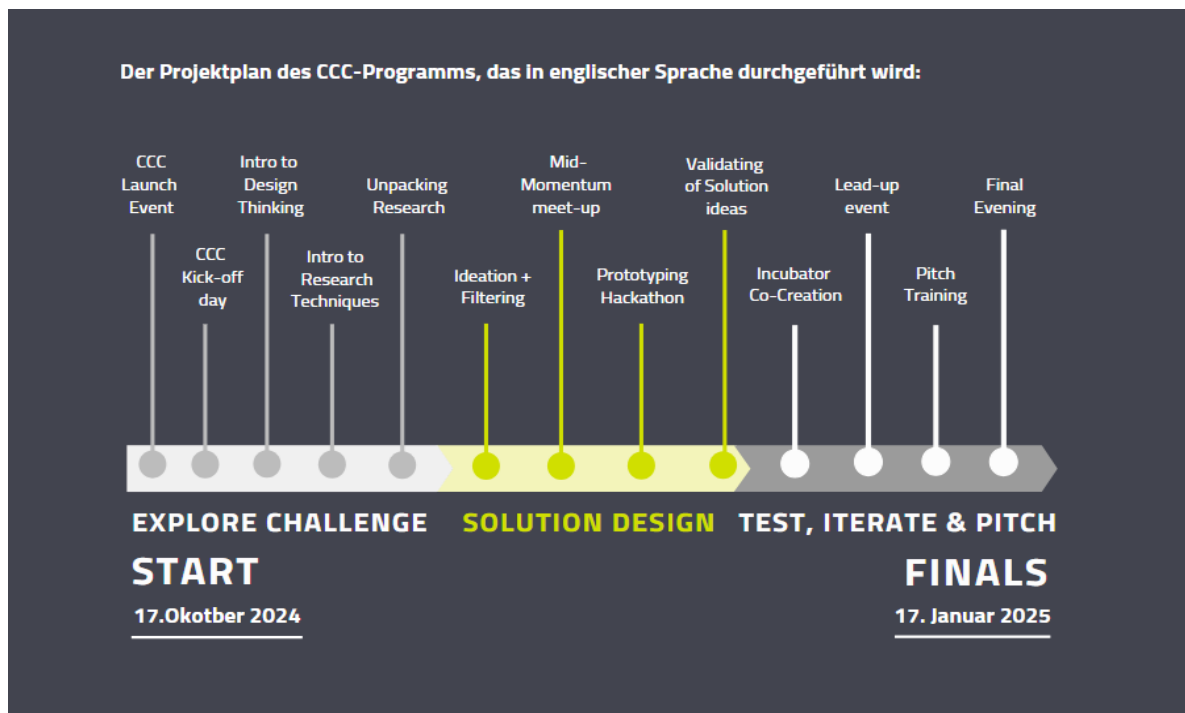 Der Projektplan des CCC-Programms, das in englischer Sprache durchgeführt wird:
CCC
Launch
Event
CCC
Kick-off
day
Intro to
Design
Thinking
Intro to
Research
Techniques
Unpacking
Research
Ideation +
Filtering
Mid-
Momentum
meet-up
Prototyping
Hackathon
Validating
of Solution
ideas
Incubator
Co-Creation
Lead-up
event
Pitch
Training
Final
Evening
EXPLORE CHALLENGE
SOLUTION DESIGN
TEST, ITERATE & PITCH
START
17.Okotber 2024
FINALS
17. Januar 2025